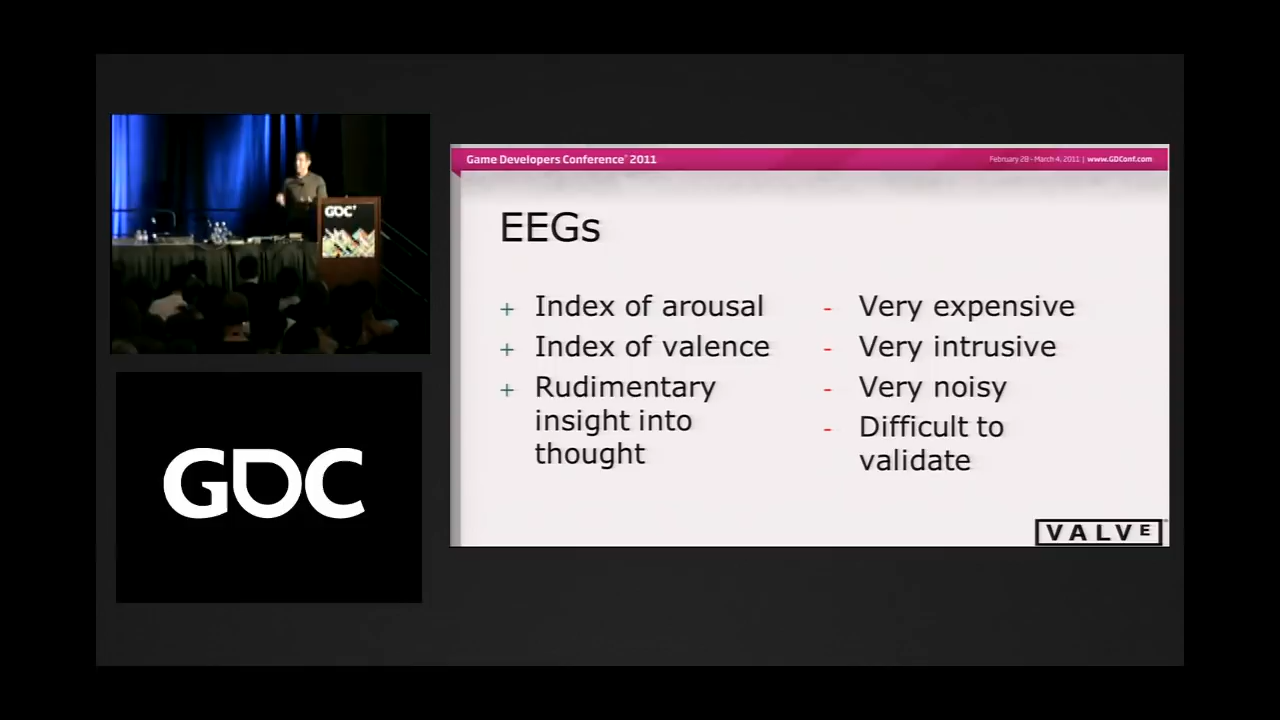 GDC
GDC
Game Developers Conference® 2011
February 28 - March 4, 2011 | www.GDConf.com
EEGs
+ Index of arousal
+ Index of valence
+ Rudimentary
insight into
thought
- Very expensive
- Very intrusive
- Very noisy
- Difficult to
validate
VALVE